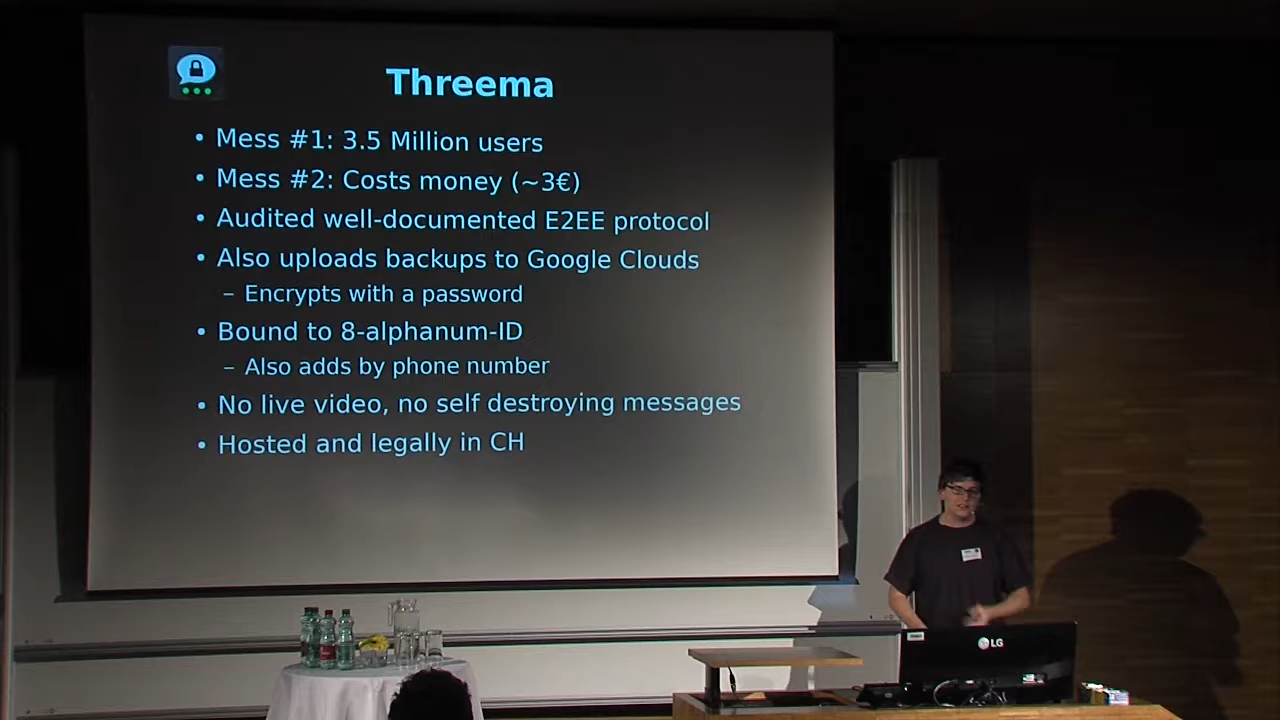 Threema
• Mess #1: 3.5 Million users
• Mess #2: Costs money (~3€)
• Audited well-documented E2EE protocol
• Also uploads backups to Google Clouds
– Encrypts with a password
• Bound to 8-alphanum-ID
– Also adds by phone number
• No live video, no self destroying messages
• Hosted and legally in CH
LG